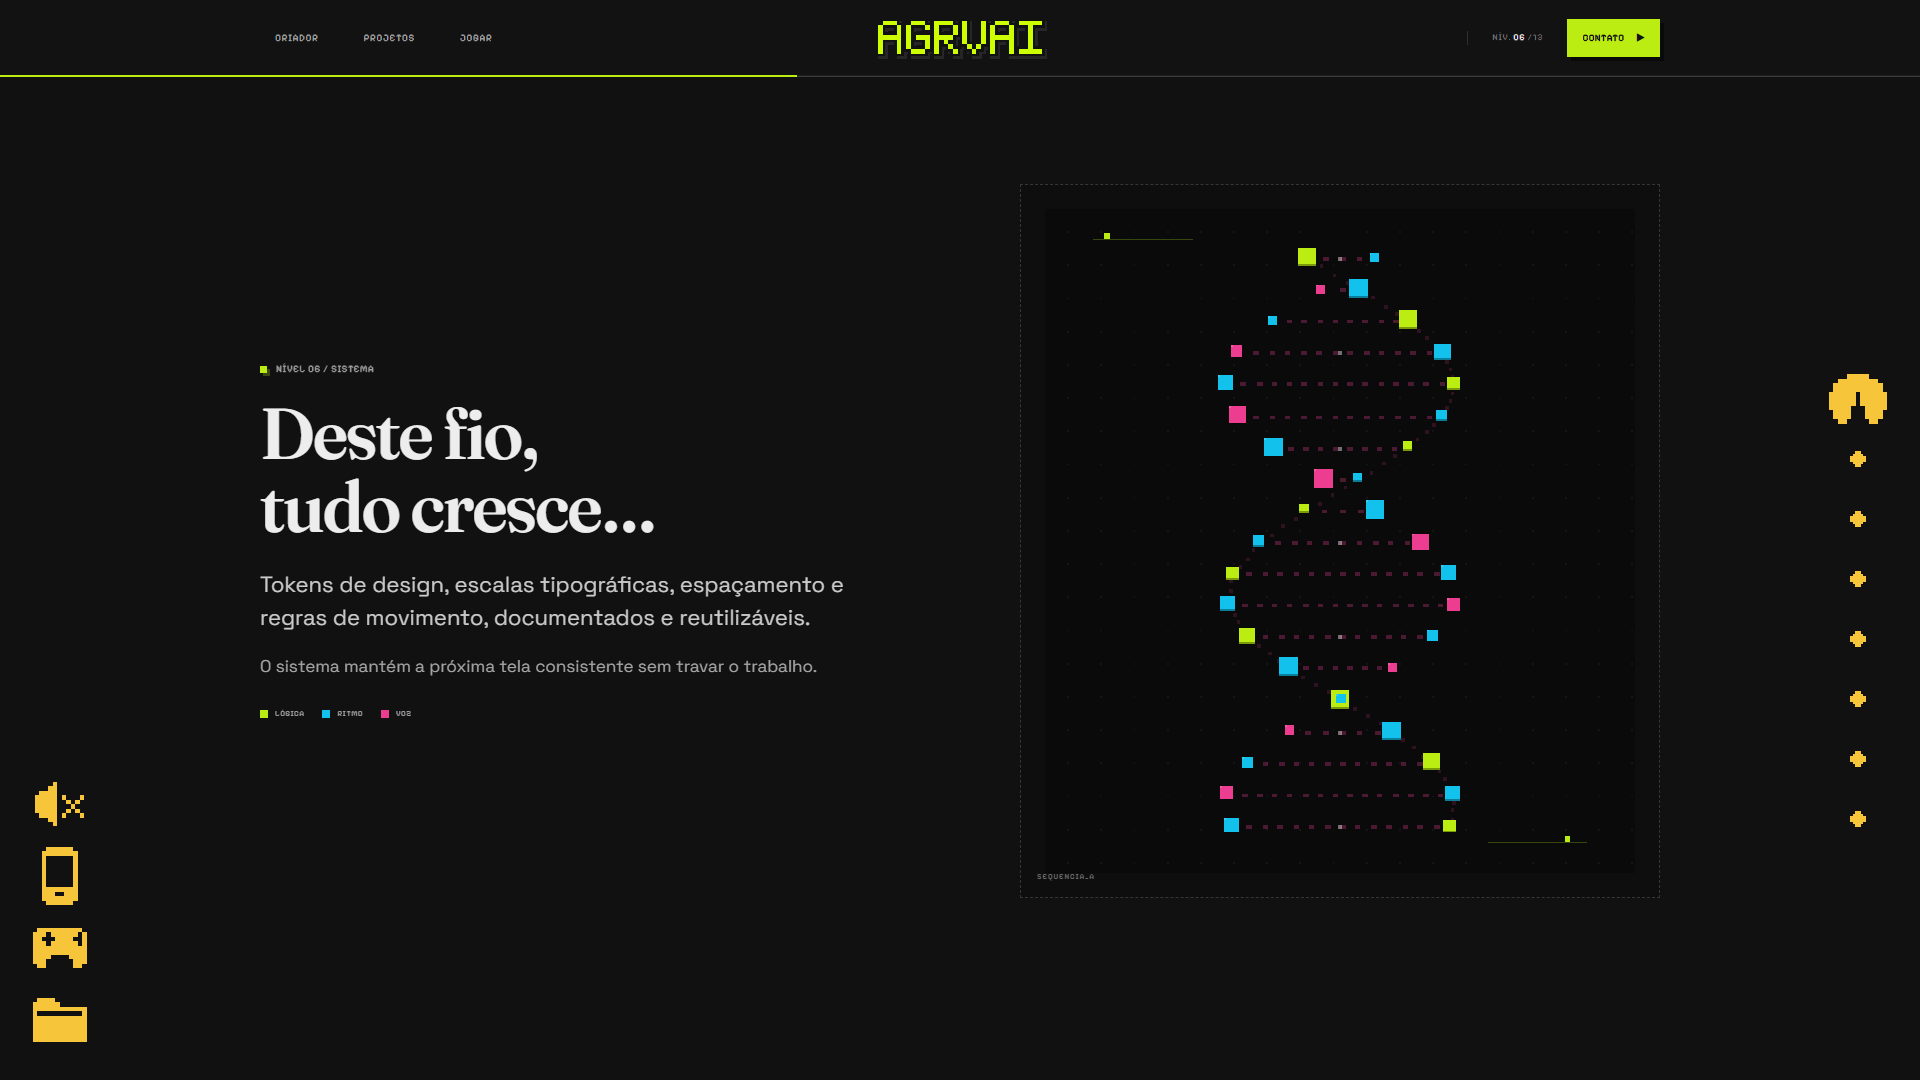 CRIADOR
PROJETOS
JOGAR
AGRVAI
NÍV. 06 /13
CONTATO
NÍVEL 06 / SISTEMA
Deste fio,
tudo cresce...
Tokens de design, escalas tipográficas, espaçamento e
regras de movimento, documentados e reutilizáveis.
O sistema mantém a próxima tela consistente sem travar o trabalho.
LÓGICA
RITMO
VOZ
SEQUENCIA_A